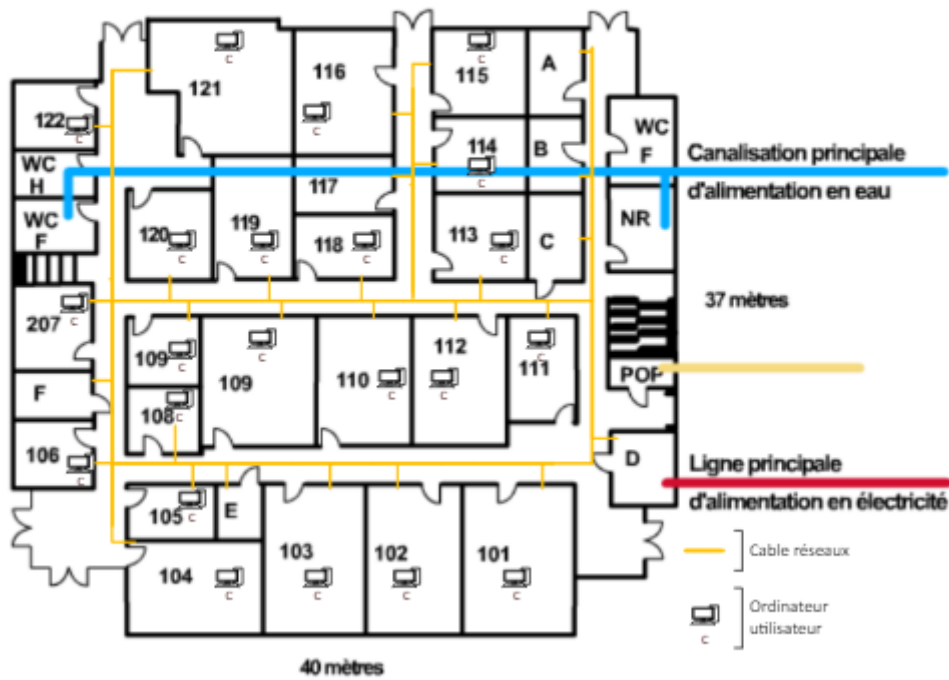 121
C
116
C
115
C
A
122
C
WC
H
WC
F
114
C
B
WC
F
Canalisation principale
d'alimentation en eau
117
120
C
119
C
118
C
113
C
C
NR
207
C
37 mètres
109
C
109
C
110
C
112
C
111
C
F
108
C
POP
106
C
D
Ligne principale
d'alimentation en électricité
105
C
E
104
C
103
C
102
C
101
C
Cable réseaux
Ordinateur
utilisateur
C
40 mètres